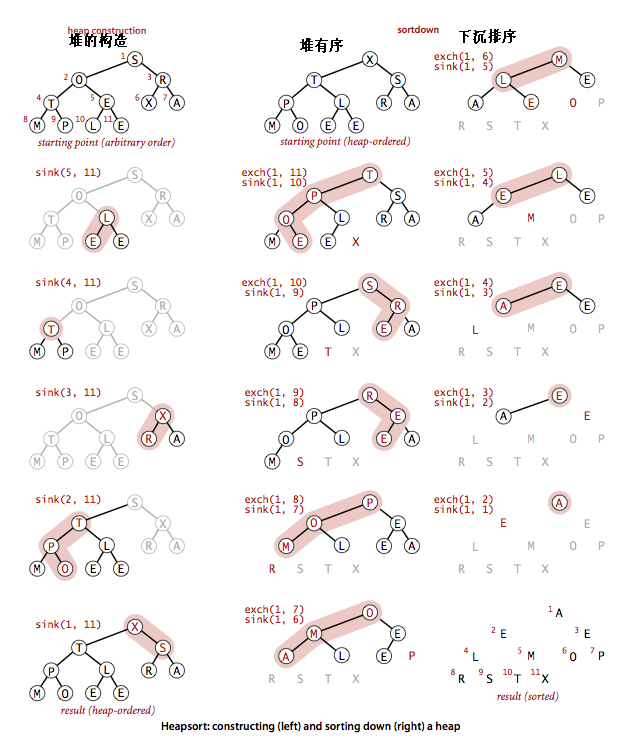 heap construction
堆的构造
1 S
2 O 3 R
4 T 5 E 6 X 7 A
8 M 9 P 10 L 11 E
starting point (arbitrary order)
sink(5, 11)
S
O R
T L X A
M P E E
sink(4, 11)
S
O R
T L X A
M P E E
sink(3, 11)
S
O X
T L R A
M P E E
sink(2, 11)
S
T X
P L R A
M O E E
sink(1, 11)
X
T S
P L R A
M O E E
result (heap-ordered)
堆有序
sortdown
X
T S
P L R A
M O E E
starting point (heap-ordered)
exch(1, 11)
sink(1, 10)
T
P S
O L R A
M E E X
exch(1, 10)
sink(1, 9)
S
P R
O L E A
M E T X
exch(1, 9)
sink(1, 8)
R
P E
O L E A
M S T X
exch(1, 8)
sink(1, 7)
P
O E
M L E A
R S T X
exch(1, 7)
sink(1, 6)
O
M E
A L E P
R S T X
下沉排序
exch(1, 6)
sink(1, 5)
M
L E
A E O P
R S T X
exch(1, 5)
sink(1, 4)
L
E E
A M O P
R S T X
exch(1, 4)
sink(1, 3)
E
A E
L M O P
R S T X
exch(1, 3)
sink(1, 2)
E
A E
L M O P
R S T X
exch(1, 2)
sink(1, 1)
A
E E
L M O P
R S T X
1 A
2 E 3 E
4 L 5 M 6 O 7 P
8 R 9 S 10 T 11 X
result (sorted)
Heapsort: constructing (left) and sorting down (right) a heap